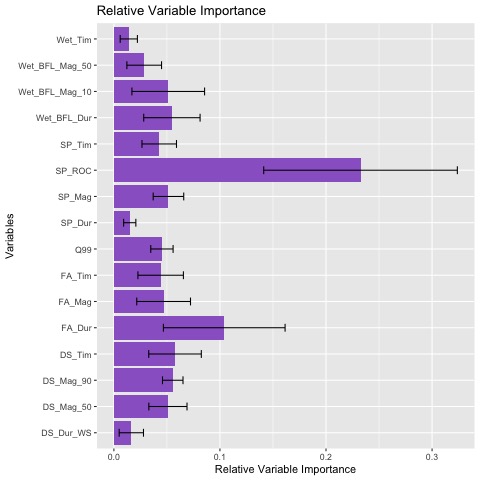 Relative Variable Importance
Variables
Wet_Tim
Wet_BFL_Mag_50
Wet_BFL_Mag_10
Wet_BFL_Dur
SP_Tim
SP_ROC
SP_Mag
SP_Dur
Q99
FA_Tim
FA_Mag
FA_Dur
DS_Tim
DS_Mag_90
DS_Mag_50
DS_Dur_WS
0.0 0.1 0.2 0.3
Relative Variable Importance